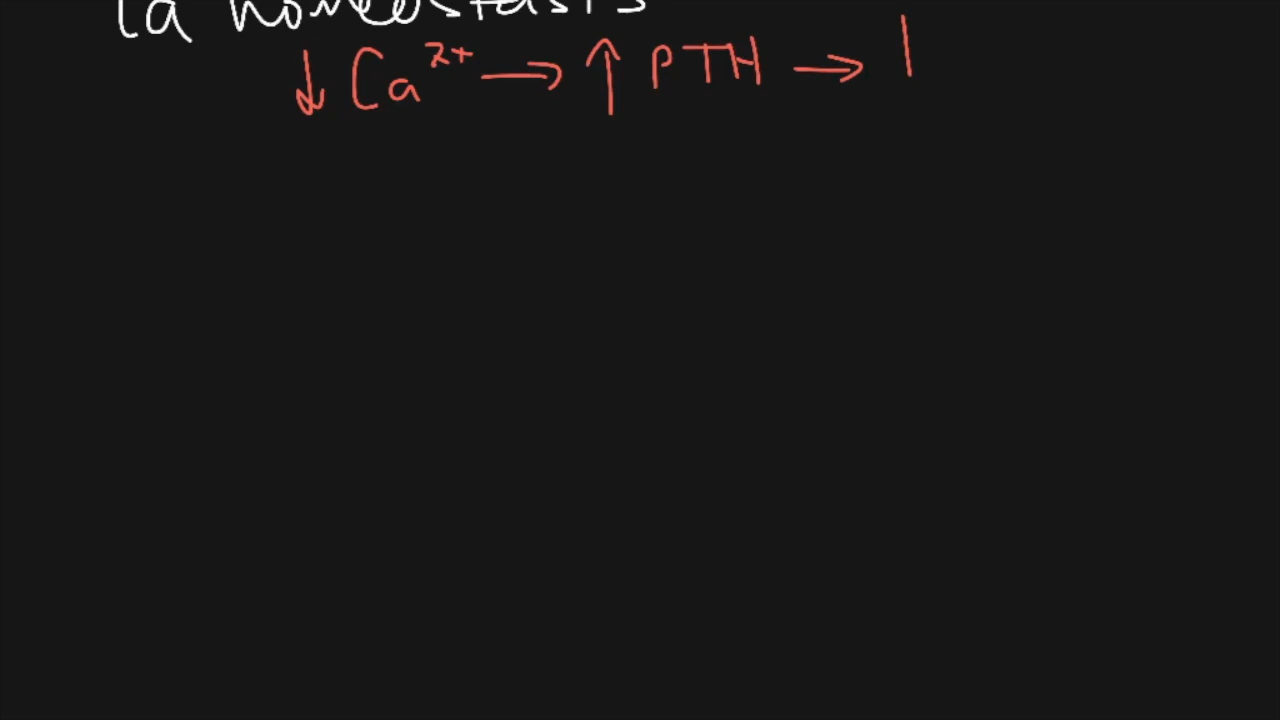 Ca homeostasis
↓ Ca²⁺ → ↑ PTH → |